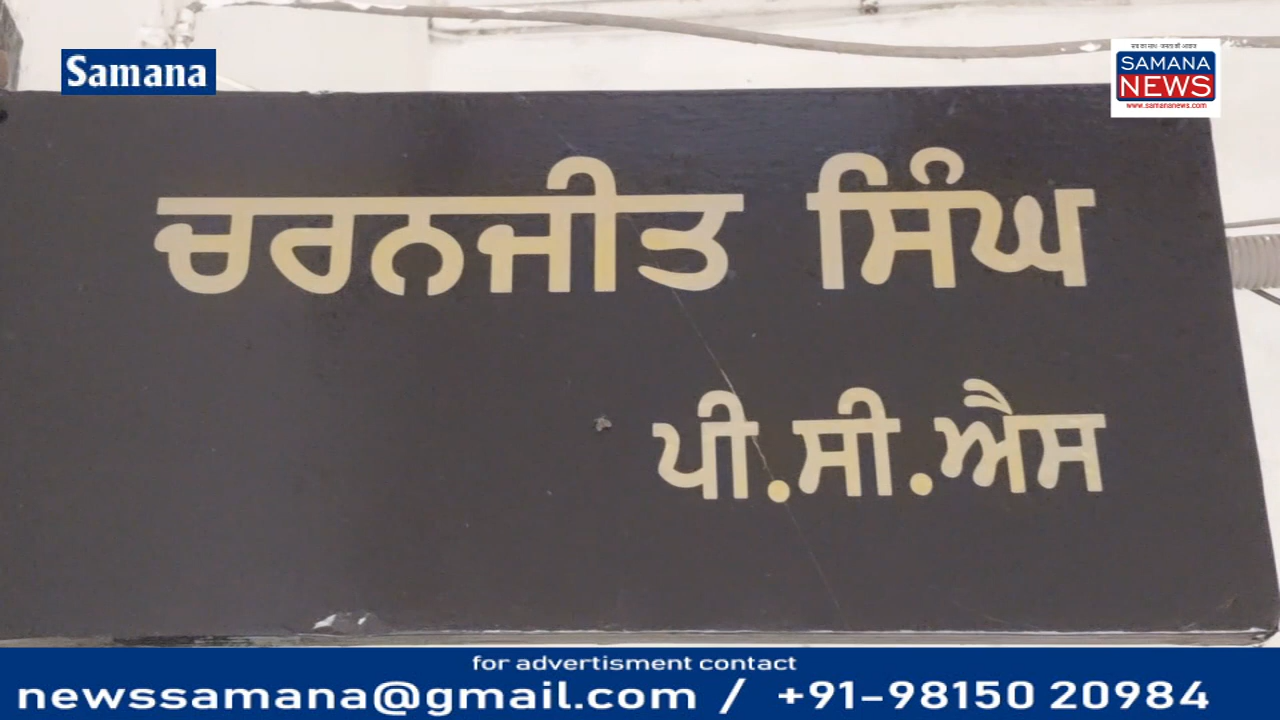 Samana
SAMANA
NEWS
www.samananews.com
ਚਰਨਜੀਤ ਸਿੰਘ
ਪੀ.ਸੀ.ਐਸ
for advertisment contact
newssamana@gmail.com / +91-98150 20984